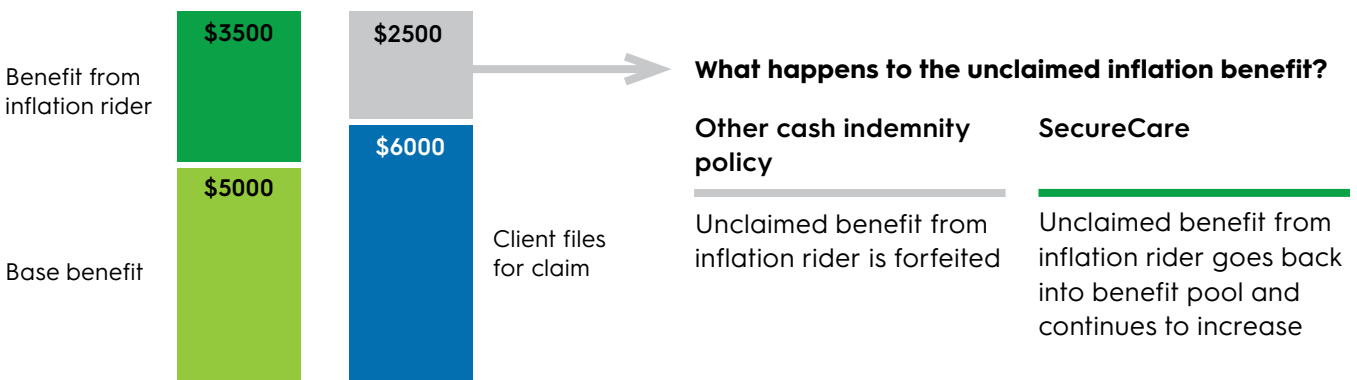 $3500
$2500
Benefit from
inflation rider
What happens to the unclaimed inflation benefit?
Other cash indemnity
policy
SecureCare
$6000
$5000
Unclaimed benefit from
inflation rider is forfeited
Unclaimed benefit from
inflation rider goes back
into benefit pool and
continues to increase
Client files
for claim
Base benefit